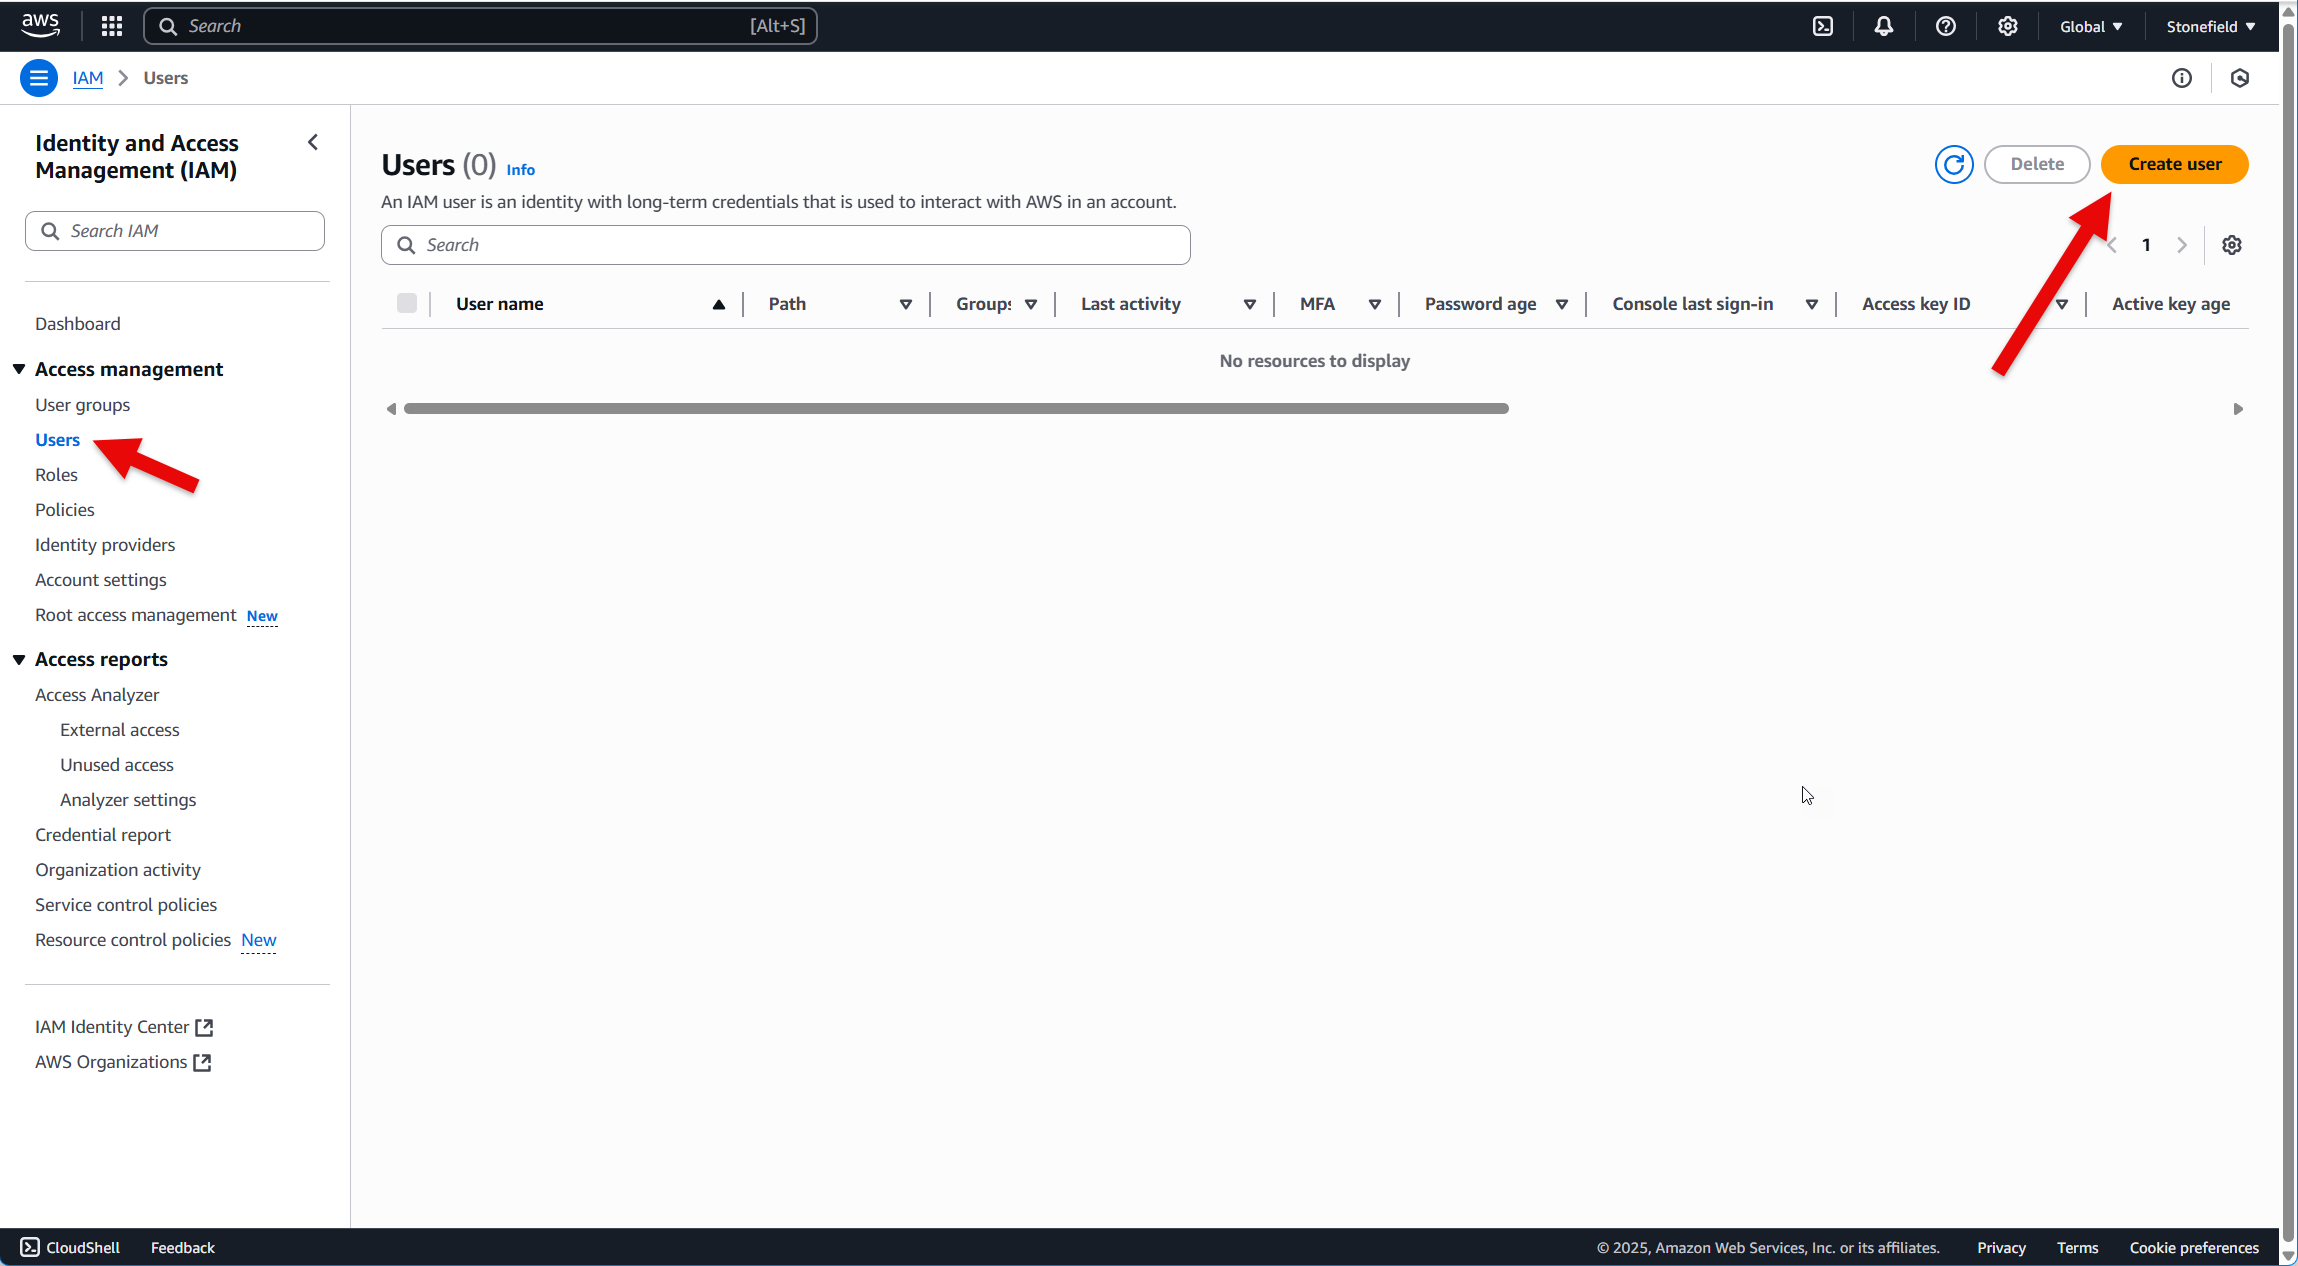 aws
Search [Alt+S]
Global
Stonefield
IAM
Users
Identity and Access
Management (IAM)
Search IAM
Dashboard
Access management
User groups
Users
Roles
Policies
Identity providers
Account settings
Root access management New
Access reports
Access Analyzer
External access
Unused access
Analyzer settings
Credential report
Organization activity
Service control policies
Resource control policies New
IAM Identity Center
AWS Organizations
Users (0) Info
An IAM user is an identity with long-term credentials that is used to interact with AWS in an account.
Delete
Create user
Search
1
User name
Path
Groups
Last activity
MFA
Password age
Console last sign-in
Access key ID
Active key age
No resources to display
CloudShell
Feedback
© 2025, Amazon Web Services, Inc. or its affiliates.
Privacy
Terms
Cookie preferences